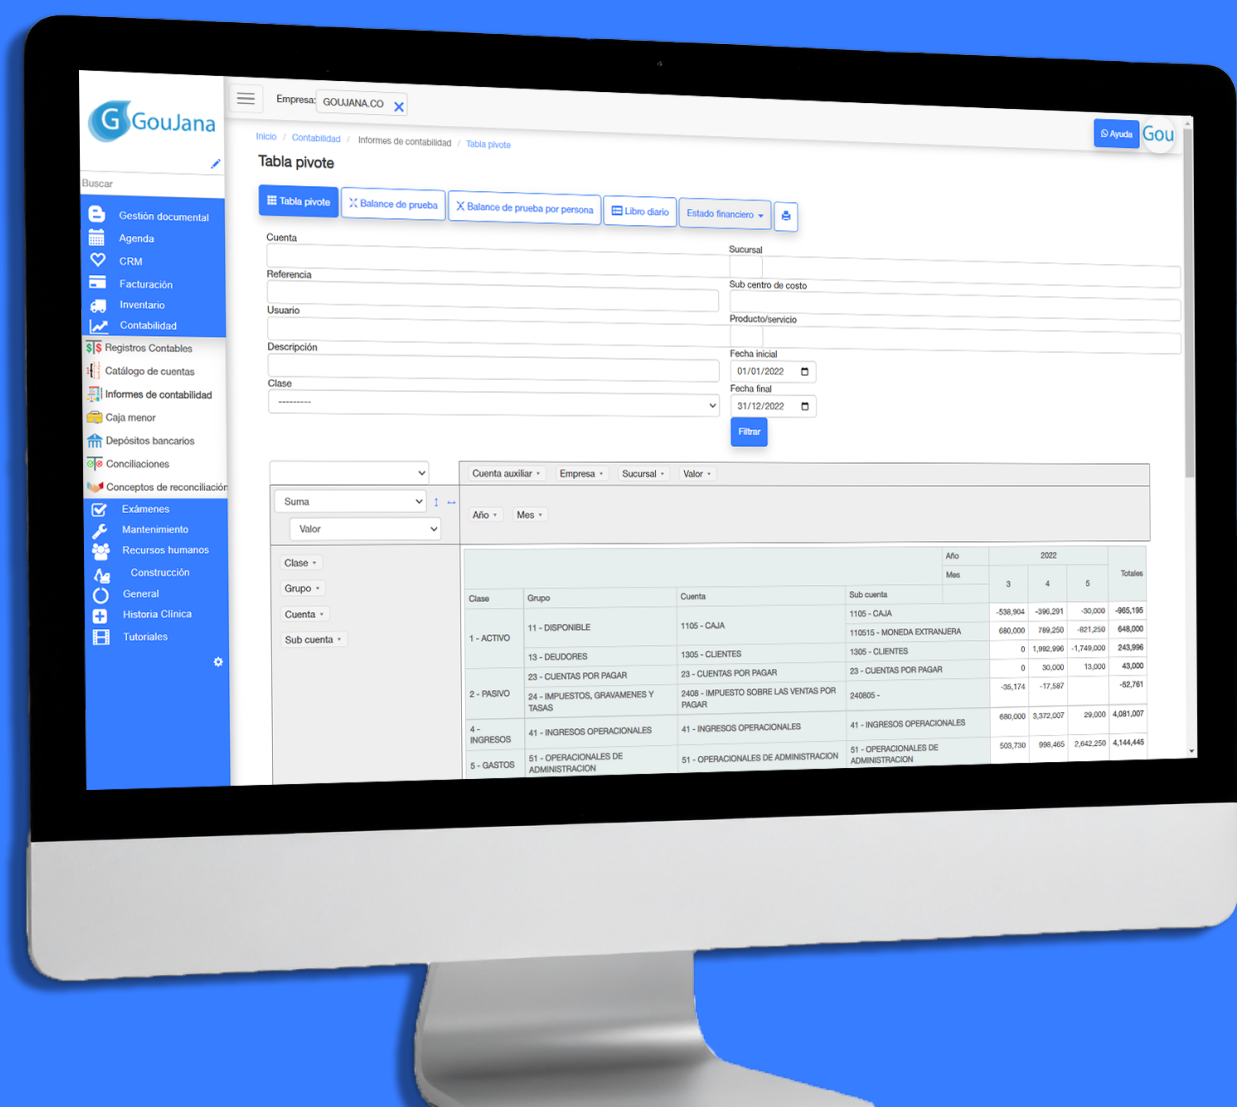 GouJana
Buscar
Gestión documental
Agenda
CRM
Facturación
Inventario
Contabilidad
Registros Contables
Catálogo de cuentas
Informes de contabilidad
Caja menor
Depósitos bancarios
Conciliaciones
Conceptos de reconciliación
Exámenes
Mantenimiento
Recursos humanos
Construcción
General
Historia Clínica
Tutoriales
Empresa: GOUJANA.CO
Ayuda Gou
Inicio / Contabilidad / Informes de contabilidad / Tabla pivote
Tabla pivote
Tabla pivote Balance de prueba Balance de prueba por persona Libro diario Estado financiero
Cuenta
Sucursal
Referencia
Sub centro de costo
Usuario
Producto/servicio
Descripción
Fecha inicial
01/01/2022
Clase
Fecha final
---------
31/12/2022
Filtrar
Cuenta auxiliar Empresa Sucursal Valor
Suma
Valor
Año Mes
Clase
Grupo
Cuenta
Sub cuenta
Año 2022
Mes 3 4 5 Totales
Clase Grupo Cuenta Sub cuenta
1 - ACTIVO 11 - DISPONIBLE 1105 - CAJA 1105 - CAJA -538,904 -396,291 -30,000 -965,195
110515 - MONEDA EXTRANJERA 680,000 789,250 -821,250 648,000
13 - DEUDORES 1305 - CLIENTES 1305 - CLIENTES 0 1,992,996 -1,749,000 243,996
2 - PASIVO 23 - CUENTAS POR PAGAR 23 - CUENTAS POR PAGAR 23 - CUENTAS POR PAGAR 0 30,000 13,000 43,000
24 - IMPUESTOS, GRAVAMENES Y TASAS 2408 - IMPUESTO SOBRE LAS VENTAS POR PAGAR 240805 - -35,174 -17,587 -52,761
4 - INGRESOS 41 - INGRESOS OPERACIONALES 41 - INGRESOS OPERACIONALES 41 - INGRESOS OPERACIONALES 680,000 3,372,007 29,000 4,081,007
5 - GASTOS 51 - OPERACIONALES DE ADMINISTRACION 51 - OPERACIONALES DE ADMINISTRACION 51 - OPERACIONALES DE ADMINISTRACION 503,730 998,465 2,642,250 4,144,445